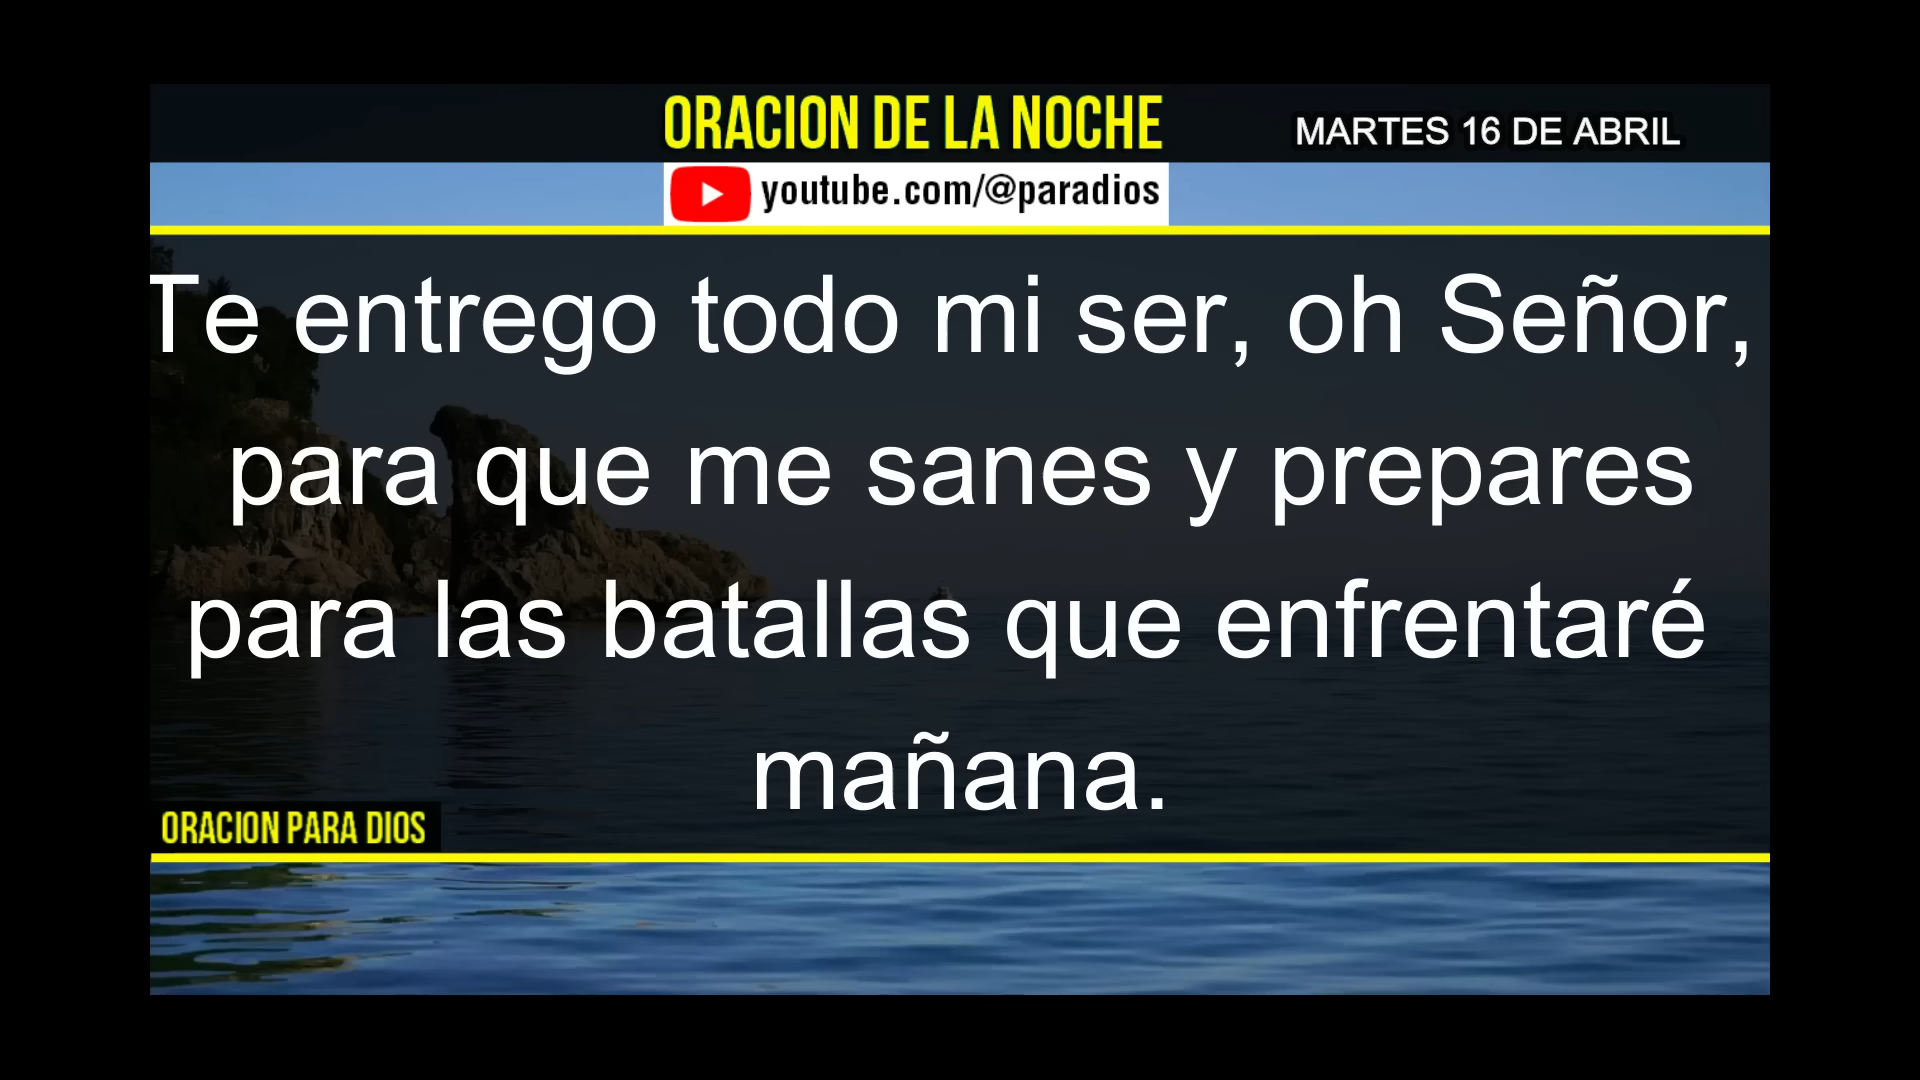 ORACION DE LA NOCHE
MARTES 16 DE ABRIL
youtube.com/@paradios
Te entrego todo mi ser, oh Señor,
para que me sanes y prepares
para las batallas que enfrentaré
mañana.
ORACION PARA DIOS